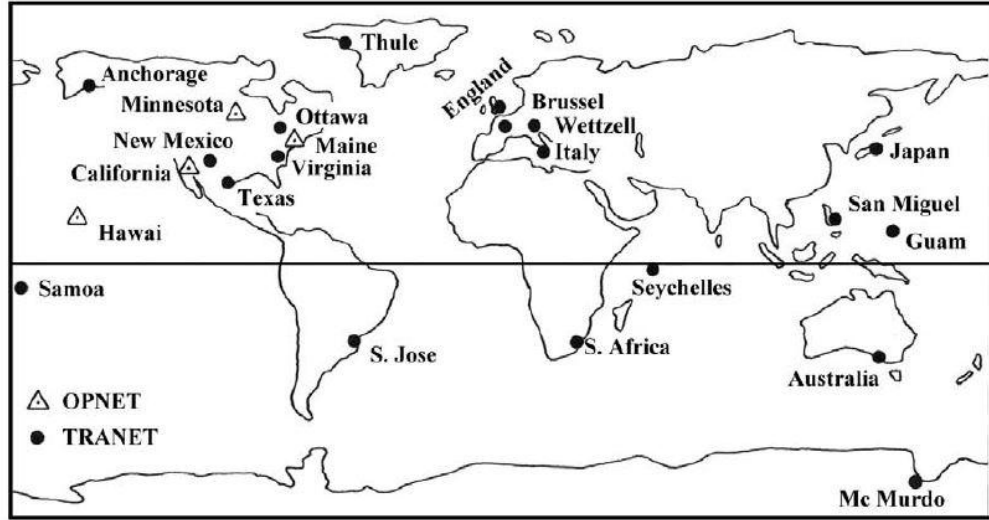 Thule
Anchorage
England
Minnesota
Brussel
Ottawa
Wettzell
New Mexico
Maine
Italy
Japan
Virginia
California
Texas
San Miguel
Hawai
Guam
Samoa
Seychelles
S. Jose
S. Africa
Australia
OPNET
TRANET
Mc Murdo